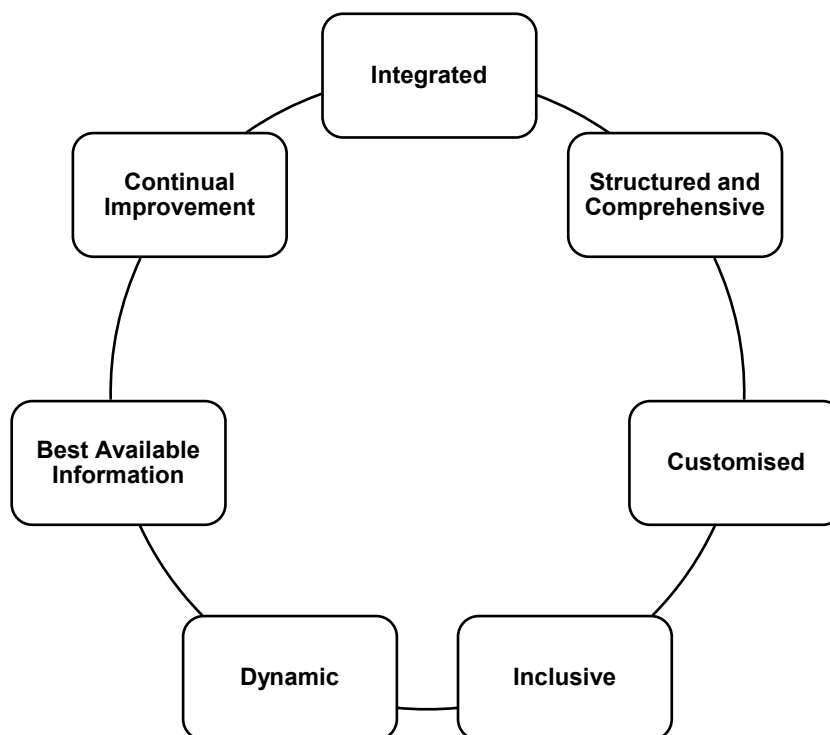 Integrated
Structured and
Comprehensive
Customised
Inclusive
Dynamic
Best Available
Information
Continual
Improvement